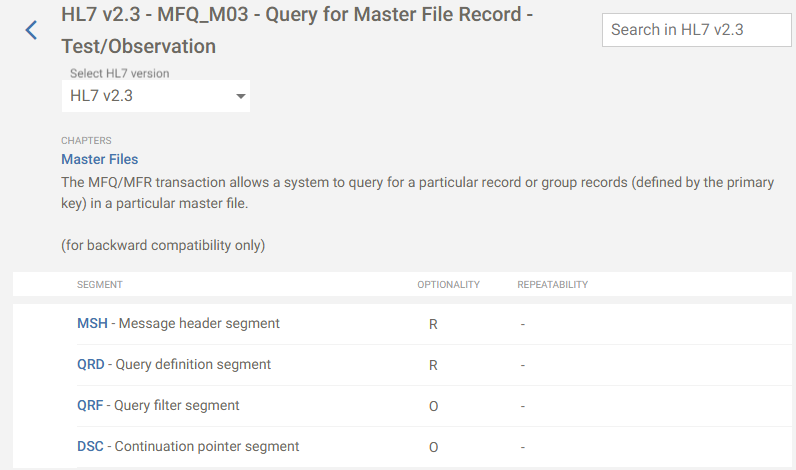 HL7 v2.3 - MFQ_M03 - Query for Master File Record -
Test/Observation
Search in HL7 v2.3
Select HL7 version
HL7 v2.3
CHAPTERS
Master Files
The MFQ/MFR transaction allows a system to query for a particular record or group records (defined by the primary
key) in a particular master file.
(for backward compatibility only)
SEGMENT OPTIONALITY REPEATABILITY
MSH - Message header segment R -
QRD - Query definition segment R -
QRF - Query filter segment O -
DSC - Continuation pointer segment O -